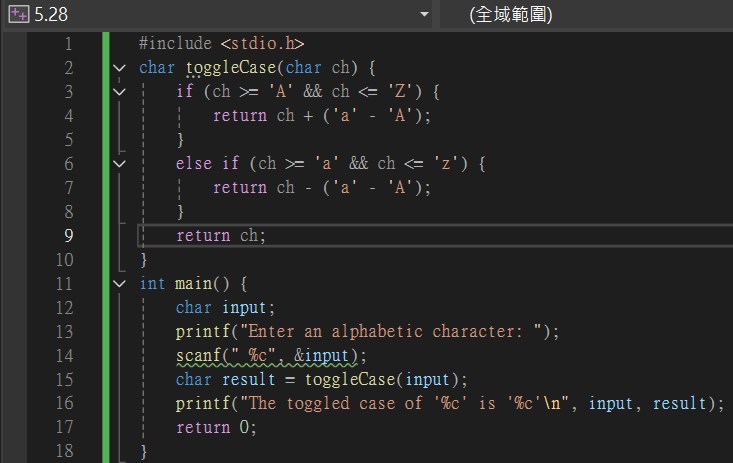 5.28 (全域範圍)
1 #include <stdio.h>
2 char toggleCase(char ch) {
3 if (ch >= 'A' && ch <= 'Z') {
4 return ch + ('a' - 'A');
5 }
6 else if (ch >= 'a' && ch <= 'z') {
7 return ch - ('a' - 'A');
8 }
9 return ch;
10 }
11 int main() {
12 char input;
13 printf("Enter an alphabetic character: ");
14 scanf(" %c", &input);
15 char result = toggleCase(input);
16 printf("The toggled case of '%c' is '%c'\n", input, result);
17 return 0;
18 }